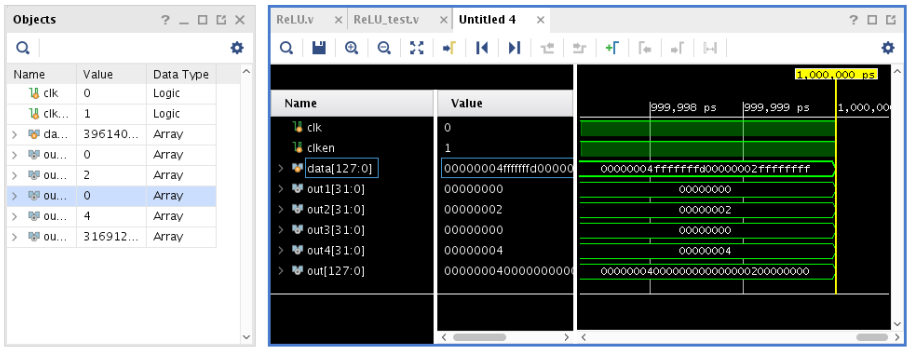 Objects
Name Value Data Type
clk 0 Logic
clk... 1 Logic
da... 396140... Array
ou... 0 Array
ou... 2 Array
ou... 0 Array
ou... 4 Array
ou... 316912... Array
ReLU.v ReLU_test.v Untitled 4
1,000,000 ps
Name Value 999,998 ps 999,999 ps 1,000,00
clk 0
clken 1
data[127:0] 00000004fffffffd00000 00000004fffffffd00000002ffffffff
out1[31:0] 00000000 00000000
out2[31:0] 00000002 00000002
out3[31:0] 00000000 00000000
out4[31:0] 00000004 00000004
out[127:0] 000000040000000000 00000004000000000000000200000000